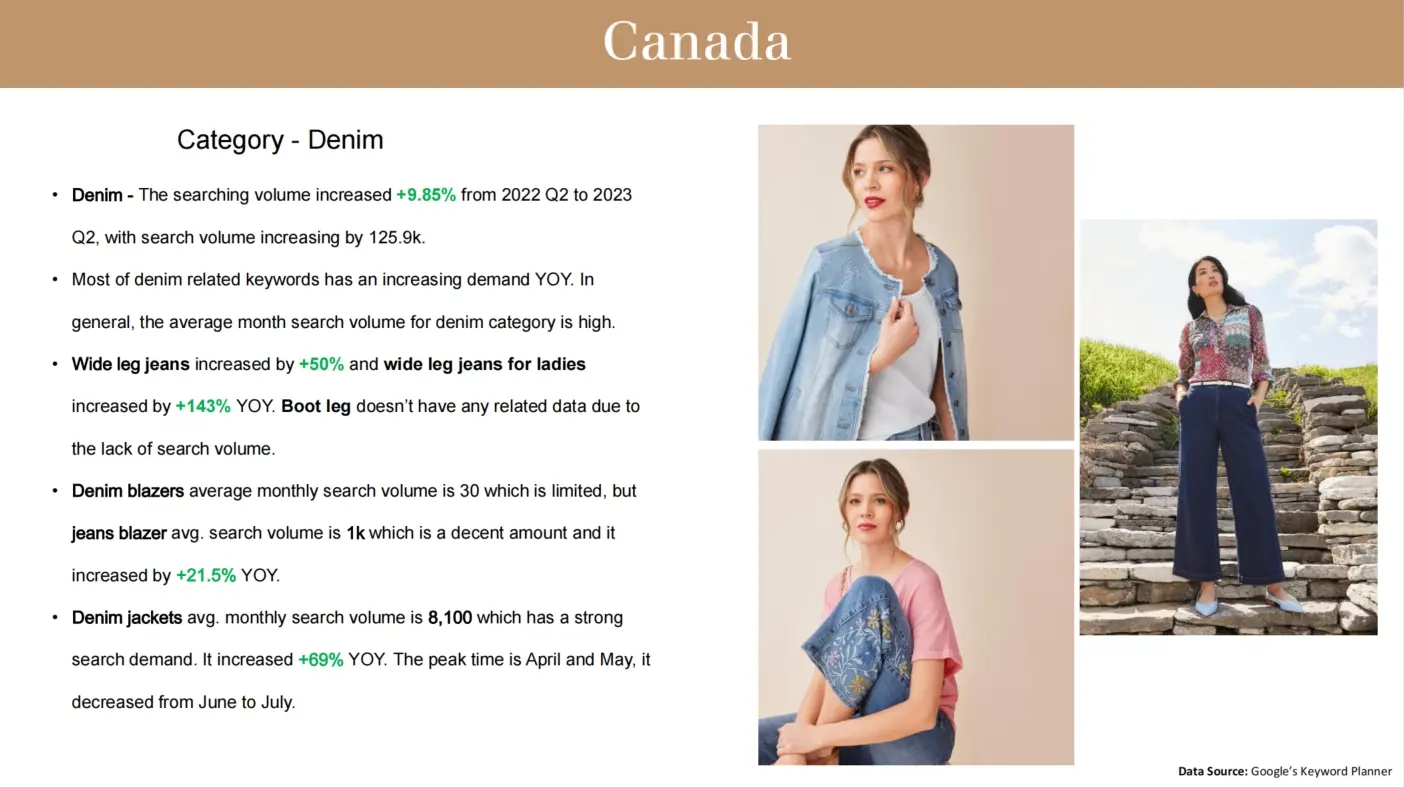 Canada
Category - Denim
• Denim - The searching volume increased +9.85% from 2022 Q2 to 2023
Q2, with search volume increasing by 125.9k.
• Most of denim related keywords has an increasing demand YOY. In
general, the average month search volume for denim category is high.
• Wide leg jeans increased by +50% and wide leg jeans for ladies
increased by +143% YOY. Boot leg doesn’t have any related data due to
the lack of search volume.
• Denim blazers average monthly search volume is 30 which is limited, but
jeans blazer avg. search volume is 1k which is a decent amount and it
increased by +21.5% YOY.
• Denim jackets avg. monthly search volume is 8,100 which has a strong
search demand. It increased +69% YOY. The peak time is April and May, it
decreased from June to July.
Data Source: Google’s Keyword Planner